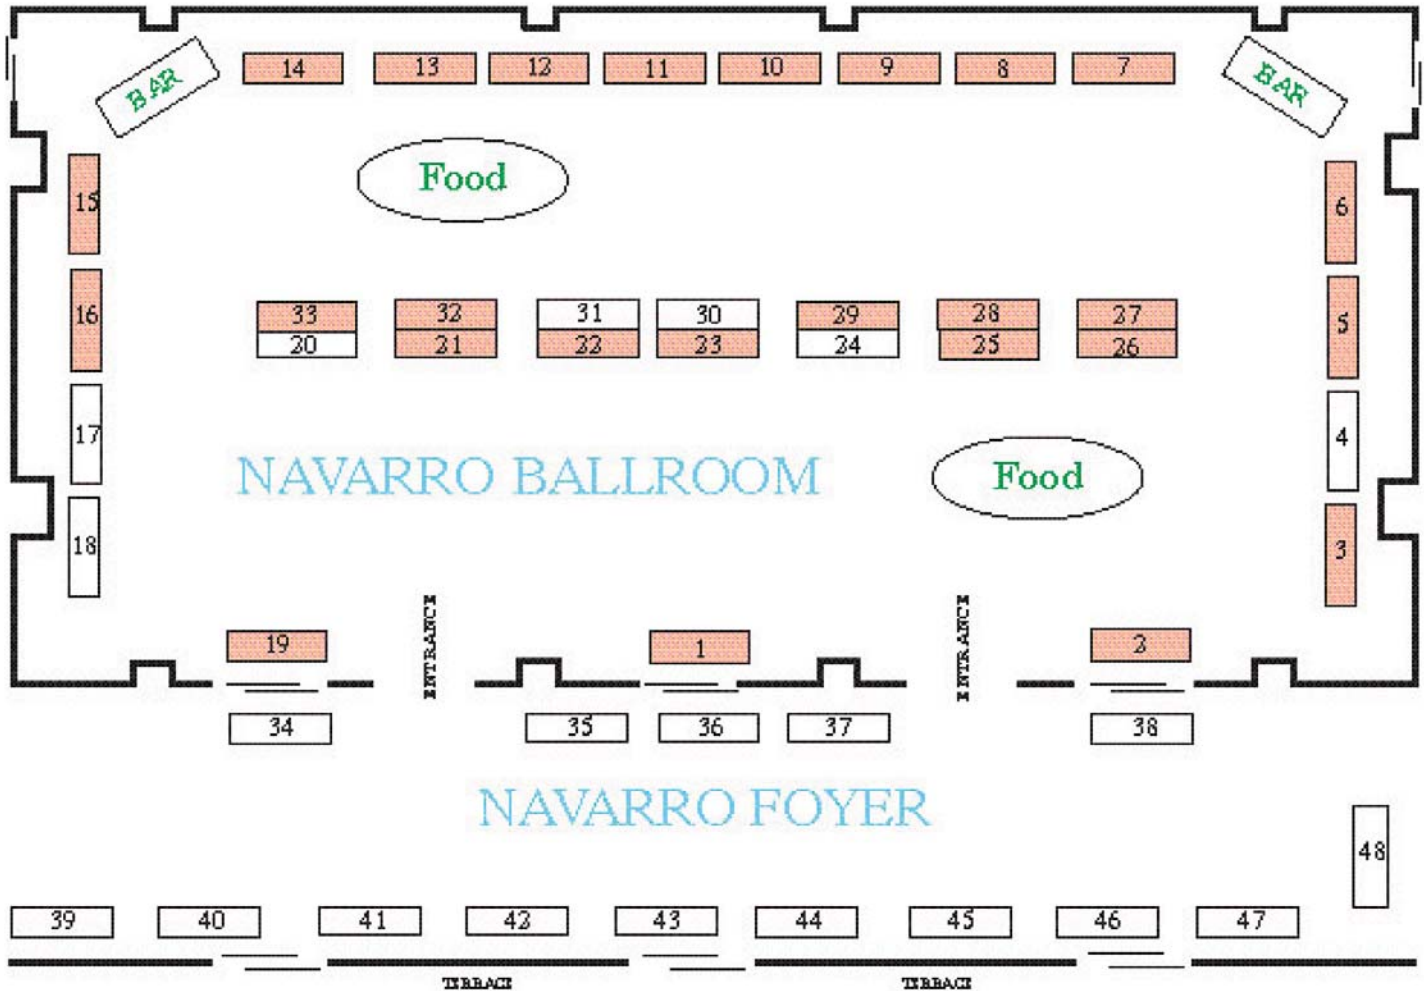 BAR
14 13 12 11 10 9 8 7
BAR
Food
15
6
16
5
33 32 31 30 29 28 27
20 21 22 23 24 25 26
17
4
NAVARRO BALLROOM
Food
18
3
ENTRANCE
ENTRANCE
19 1 2
34 35 36 37 38
NAVARRO FOYER
48
39 40 41 42 43 44 45 46 47
TERRACE
TERRACE